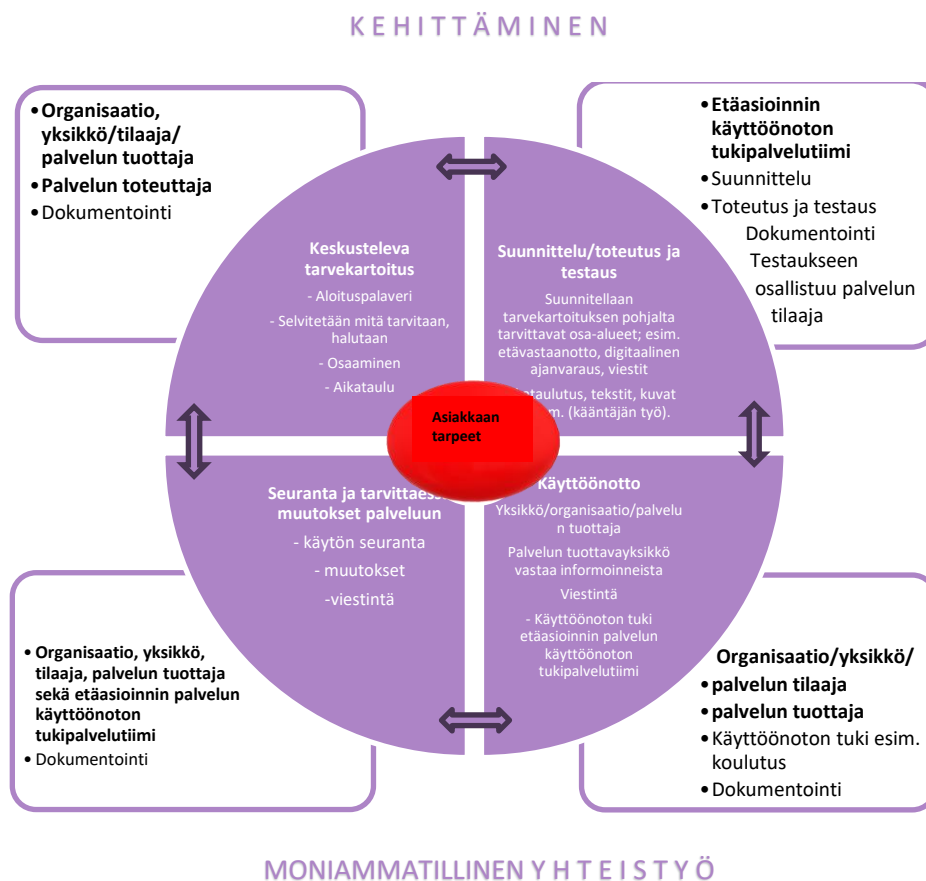 KEHITTÄMINEN
•Organisaatio,
yksikkö/tilaaja/
palvelun tuottaja
•Palvelun toteuttaja
•Dokumentointi
•Etäasioinnin
käyttöönoton
tukipalvelutiimi
•Suunnittelu
•Toteutus ja testaus
Dokumentointi
Testaukseen
osallistuu palvelun
tilaaja
Keskusteleva
tarvekartoitus
- Aloituspalaveri
- Selvitetään mitä tarvitaan,
halutaan
- Osaaminen
- Aikataulu
Suunnittelu/toteutus ja
testaus
Suunnitellaan
tarvekartoituksen pohjalta
tarvittavat osa-alueet; esim.
etävastaanotto, digitaalinen
ajanvaraus, viestit
tekstit, kuvat
(kääntäjän työ).
Asiakkaan
tarpeet
Seuranta ja
muutokset palveluun
- käytön seuranta
- muutokset
-viestintä
Käyttöönotto
Yksikkö/organisaatio/palvelu
n tuottaja
Palvelun tuottavayksikkö
vastaa informoinneista
Viestintä
- Käyttöönoton tuki
etäasioinnin palvelun
käyttöönoton
tukipalvelutiimi
• Organisaatio, yksikkö,
tilaaja, palvelun tuottaja
sekä etäasioinnin palvelun
käyttöönoton
tukipalvelutiimi
• Dokumentointi
Organisaatio/yksikkö/
• palvelun tilaaja
• palvelun tuottaja
• Käyttöönoton tuki esim.
koulutus
• Dokumentointi
MONIAMMATILLINEN YHTEISTYÖ